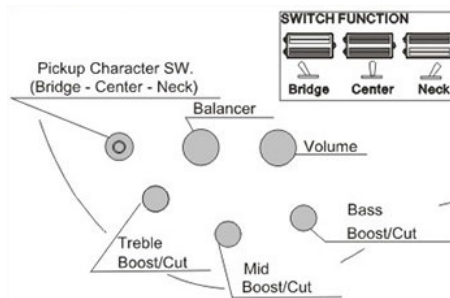 SWITCH FUNCTION
Bridge Center Neck
Pickup Character SW.
(Bridge - Center - Neck)
Balancer
Volume
Treble
Boost/Cut
Mid
Boost/Cut
Bass
Boost/Cut